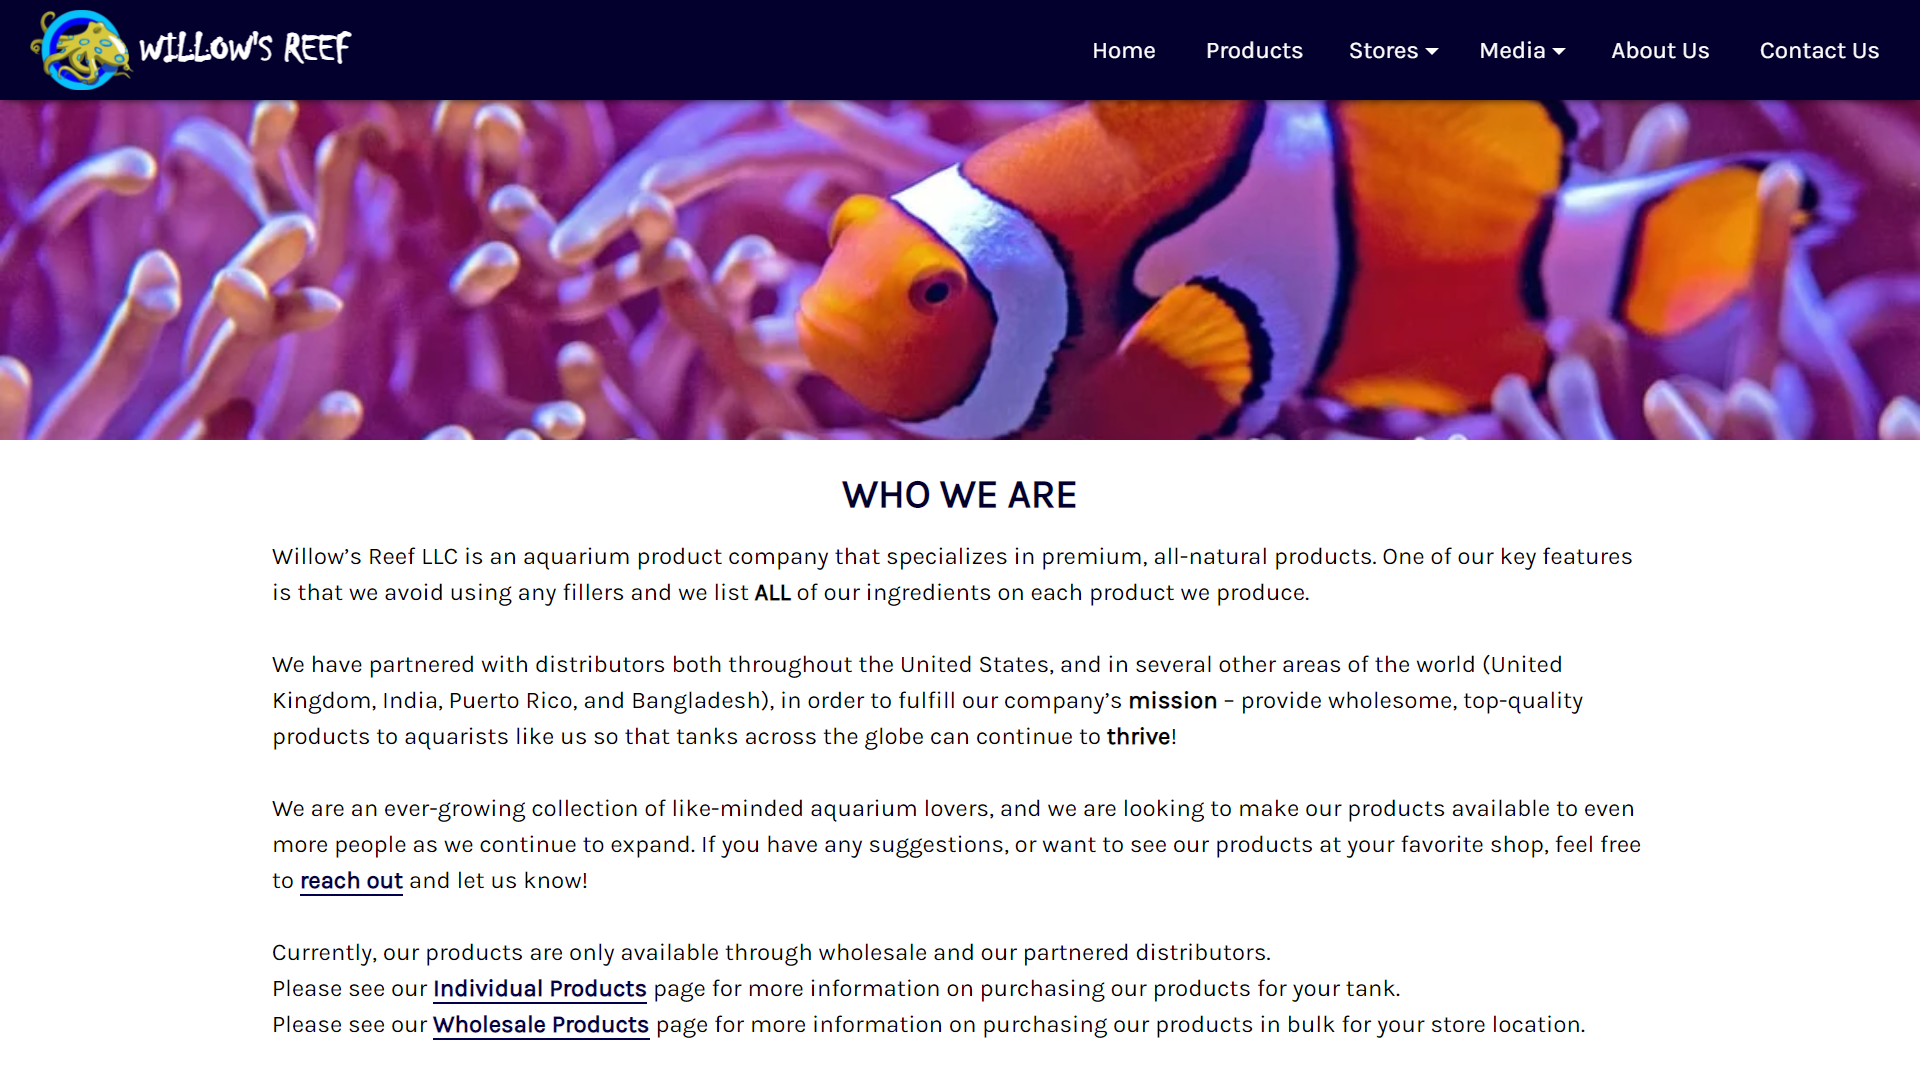 WILLOW'S REEF
Home Products Stores Media About Us Contact Us
WHO WE ARE
Willow’s Reef LLC is an aquarium product company that specializes in premium, all-natural products. One of our key features
is that we avoid using any fillers and we list ALL of our ingredients on each product we produce.
We have partnered with distributors both throughout the United States, and in several other areas of the world (United
Kingdom, India, Puerto Rico, and Bangladesh), in order to fulfill our company’s mission – provide wholesome, top-quality
products to aquarists like us so that tanks across the globe can continue to thrive!
We are an ever-growing collection of like-minded aquarium lovers, and we are looking to make our products available to even
more people as we continue to expand. If you have any suggestions, or want to see our products at your favorite shop, feel free
to reach out and let us know!
Currently, our products are only available through wholesale and our partnered distributors.
Please see our Individual Products page for more information on purchasing our products for your tank.
Please see our Wholesale Products page for more information on purchasing our products in bulk for your store location.